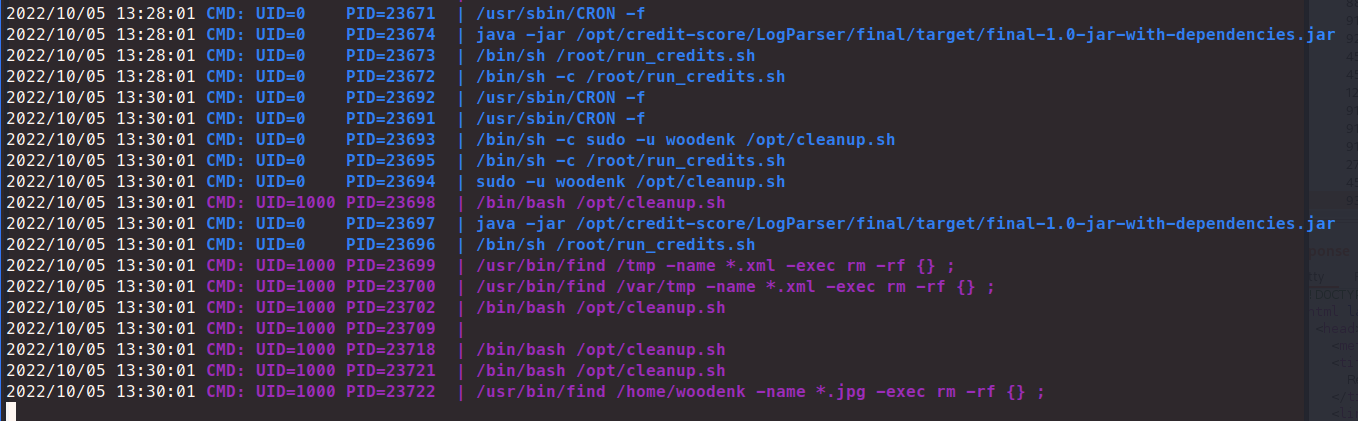 2022/10/05 13:28:01 CMD: UID=0    PID=23671  | /usr/sbin/CRON -f
2022/10/05 13:28:01 CMD: UID=0    PID=23674  | java -jar /opt/credit-score/LogParser/final/target/final-1.0-jar-with-dependencies.jar
2022/10/05 13:28:01 CMD: UID=0    PID=23673  | /bin/sh /root/run_credits.sh
2022/10/05 13:28:01 CMD: UID=0    PID=23672  | /bin/sh -c /root/run_credits.sh
2022/10/05 13:30:01 CMD: UID=0    PID=23692  | /usr/sbin/CRON -f
2022/10/05 13:30:01 CMD: UID=0    PID=23691  | /usr/sbin/CRON -f
2022/10/05 13:30:01 CMD: UID=0    PID=23693  | /bin/sh -c sudo -u woodenk /opt/cleanup.sh
2022/10/05 13:30:01 CMD: UID=0    PID=23695  | /bin/sh -c /root/run_credits.sh
2022/10/05 13:30:01 CMD: UID=0    PID=23694  | sudo -u woodenk /opt/cleanup.sh
2022/10/05 13:30:01 CMD: UID=1000 PID=23698  | /bin/bash /opt/cleanup.sh
2022/10/05 13:30:01 CMD: UID=0    PID=23697  | java -jar /opt/credit-score/LogParser/final/target/final-1.0-jar-with-dependencies.jar
2022/10/05 13:30:01 CMD: UID=0    PID=23696  | /bin/sh /root/run_credits.sh
2022/10/05 13:30:01 CMD: UID=1000 PID=23699  | /usr/bin/find /tmp -name *.xml -exec rm -rf {} ;
2022/10/05 13:30:01 CMD: UID=1000 PID=23700  | /usr/bin/find /var/tmp -name *.xml -exec rm -rf {} ;
2022/10/05 13:30:01 CMD: UID=1000 PID=23702  | /bin/bash /opt/cleanup.sh
2022/10/05 13:30:01 CMD: UID=1000 PID=23709  |
2022/10/05 13:30:01 CMD: UID=1000 PID=23718  | /bin/bash /opt/cleanup.sh
2022/10/05 13:30:01 CMD: UID=1000 PID=23721  | /bin/bash /opt/cleanup.sh
2022/10/05 13:30:01 CMD: UID=1000 PID=23722  | /usr/bin/find /home/woodenk -name *.jpg -exec rm -rf {} ;